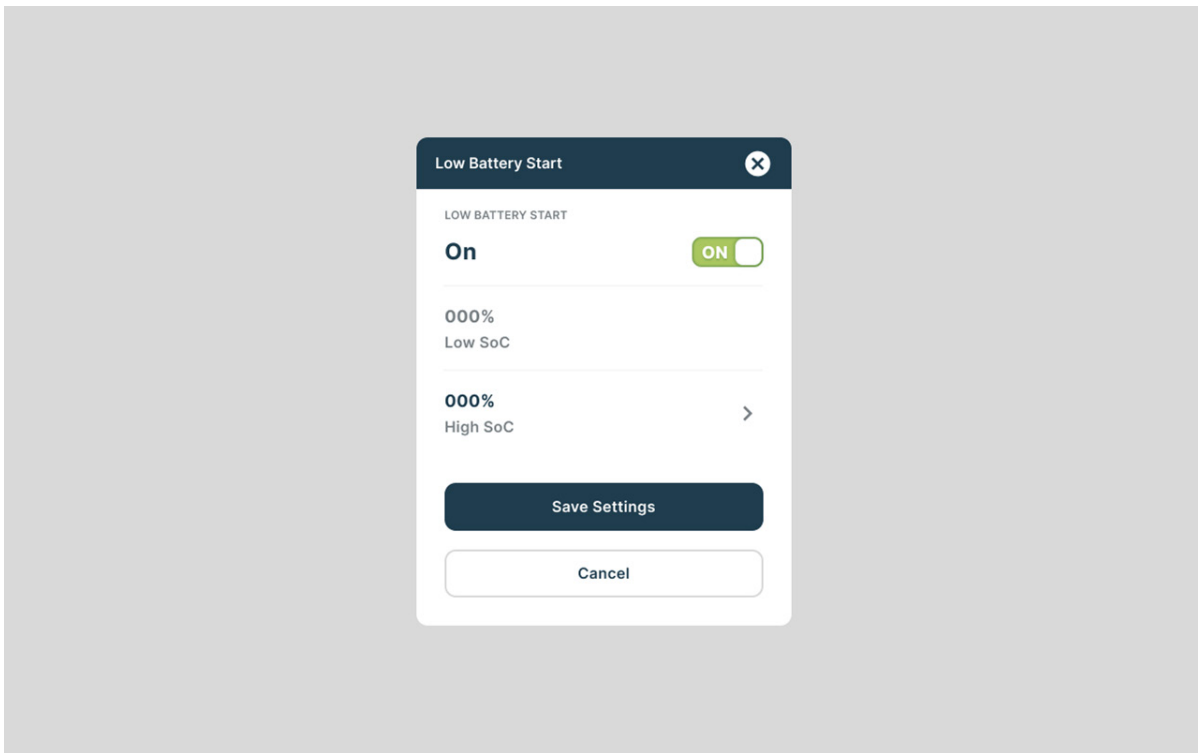 Low Battery Start
LOW BATTERY START
On
ON
000%
Low SoC
000%
High SoC
Save Settings
Cancel